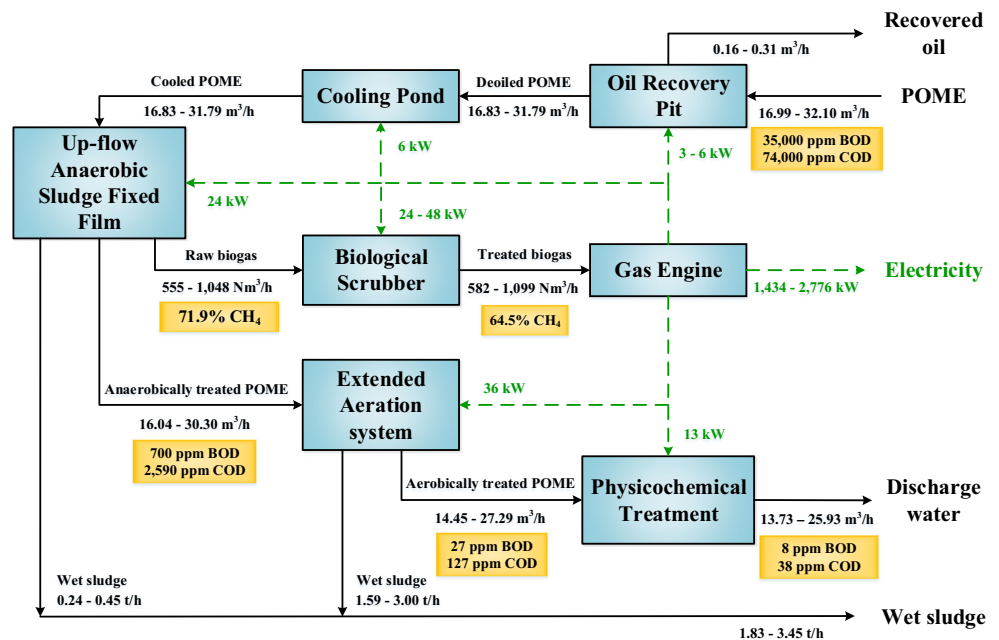 Recovered
oil
0.16 - 0.31 m³/h
Cooled POME
16.83 - 31.79 m³/h
Cooling Pond
Deoiled POME
16.83 - 31.79 m³/h
Oil Recovery
Pit
POME
16.99 - 32.10 m³/h
35,000 ppm BOD
74,000 ppm COD
Up-flow
Anaerobic
Sludge Fixed
Film
6 kW
3 - 6 kW
24 kW
24 - 48 kW
Raw biogas
555 - 1,048 Nm³/h
71.9% CH₄
Biological
Scrubber
Treated biogas
582 - 1,099 Nm³/h
64.5% CH₄
Gas Engine
Electricity
1,434 - 2,776 kW
Anaerobically treated POME
16.04 - 30.30 m³/h
700 ppm BOD
2,590 ppm COD
Extended
Aeration
system
36 kW
13 kW
Aerobically treated POME
14.45 - 27.29 m³/h
27 ppm BOD
127 ppm COD
Physicochemical
Treatment
Discharge
water
13.73 – 25.93 m³/h
8 ppm BOD
38 ppm COD
Wet sludge
0.24 - 0.45 t/h
Wet sludge
1.59 - 3.00 t/h
Wet sludge
1.83 - 3.45 t/h